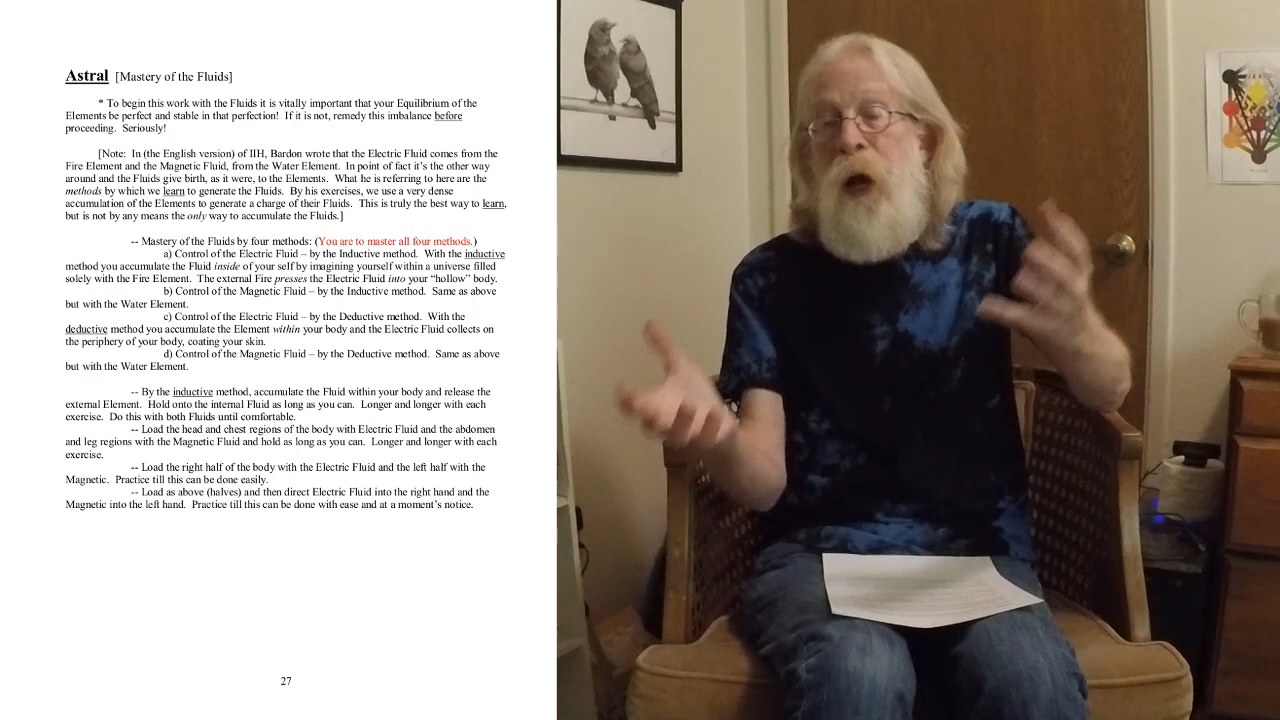 Astral [Mastery of the Fluids]
* To begin this work with the Fluids it is vitally important that your Equilibrium of the
Elements be perfect and stable in that perfection! If it is not, remedy this imbalance before
proceeding. Seriously!
[Note: In (the English version) of IIH, Bardon wrote that the Electric Fluid comes from the
Fire Element and the Magnetic Fluid, from the Water Element. In point of fact it's the other way
around and the Fluids give birth, as it were, to the Elements. What he is referring to here are the
methods by which we learn to generate the Fluids. By his exercises, we use a very dense
accumulation of the Elements to generate a charge of their Fluids. This is truly the best way to learn,
but is not by any means the only way to accumulate the Fluids.]
-- Mastery of the Fluids by four methods: (You are to master all four methods.)
a) Control of the Electric Fluid – by the Inductive method. With the inductive
method you accumulate the Fluid inside of your self by imagining yourself within a universe filled
solely with the Fire Element. The external Fire presses the Electric Fluid into your "hollow" body.
b) Control of the Magnetic Fluid – by the Inductive method. Same as above
but with the Water Element.
c) Control of the Electric Fluid – by the Deductive method. With the
deductive method you accumulate the Element within your body and the Electric Fluid collects on
the periphery of your body, coating your skin.
d) Control of the Magnetic Fluid – by the Deductive method. Same as above
but with the Water Element.
-- By the inductive method, accumulate the Fluid within your body and release the
external Element. Hold onto the internal Fluid as long as you can. Longer and longer with each
exercise. Do this with both Fluids until comfortable.
-- Load the head and chest regions of the body with Electric Fluid and the abdomen
and leg regions with the Magnetic Fluid and hold as long as you can. Longer and longer with each
exercise.
-- Load the right half of the body with the Electric Fluid and the left half with the
Magnetic. Practice till this can be done easily.
-- Load as above (halves) and then direct Electric Fluid into the right hand and the
Magnetic into the left hand. Practice till this can be done with ease and at a moment's notice.
27